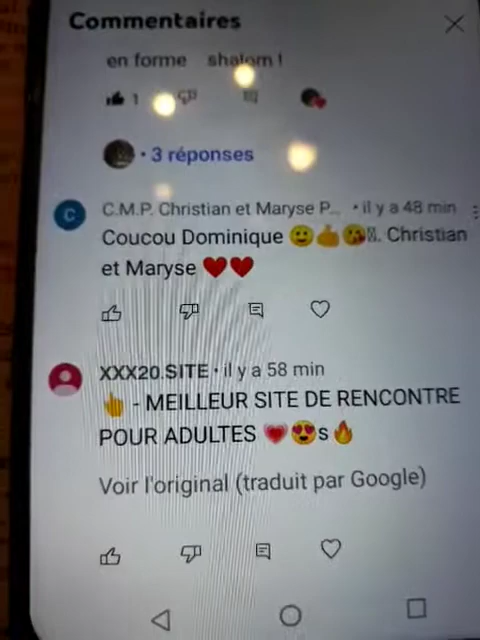 Commentaires
en forme shalom !
1
· 3 réponses
C
C.M.P. Christian et Maryse P... · il y a 48 min
Coucou Dominique 🙂👍😘. Christian
et Maryse ❤️❤️
XXX20.SITE · il y a 58 min
👆 - MEILLEUR SITE DE RENCONTRE
POUR ADULTES 💗😍s🔥
Voir l'original (traduit par Google)